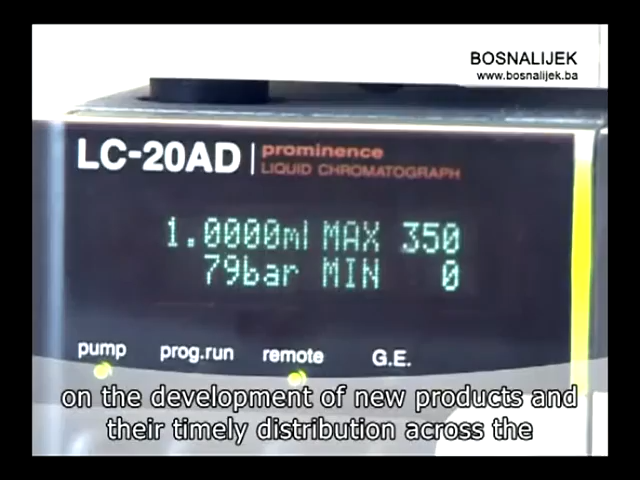 BOSNALIJEK
www.bosnalijek.ba
LC-20AD
prominence
LIQUID CHROMATOGRAPH
1.0000ml MAX 350
79bar MIN 0
pump prog.run remote G.E.
on the development of new products and
their timely distribution across the